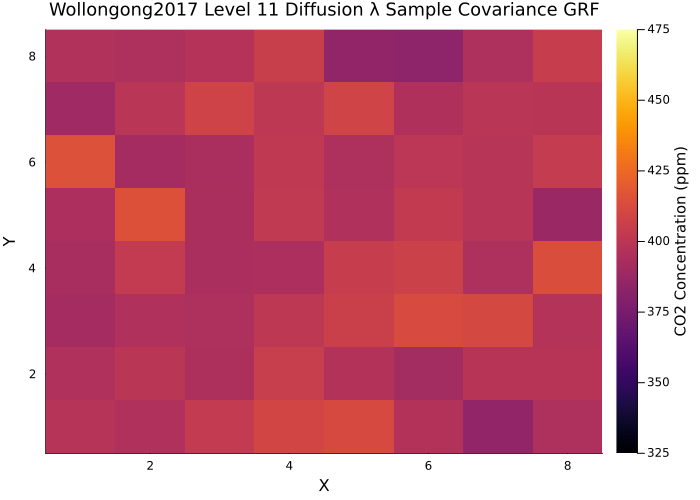 Wollongong2017 Level 11 Diffusion λ Sample Covariance GRF
8
6
4
2
Y
2 4 6 8
X
475
450
425
400
375
350
325
CO2 Concentration (ppm)